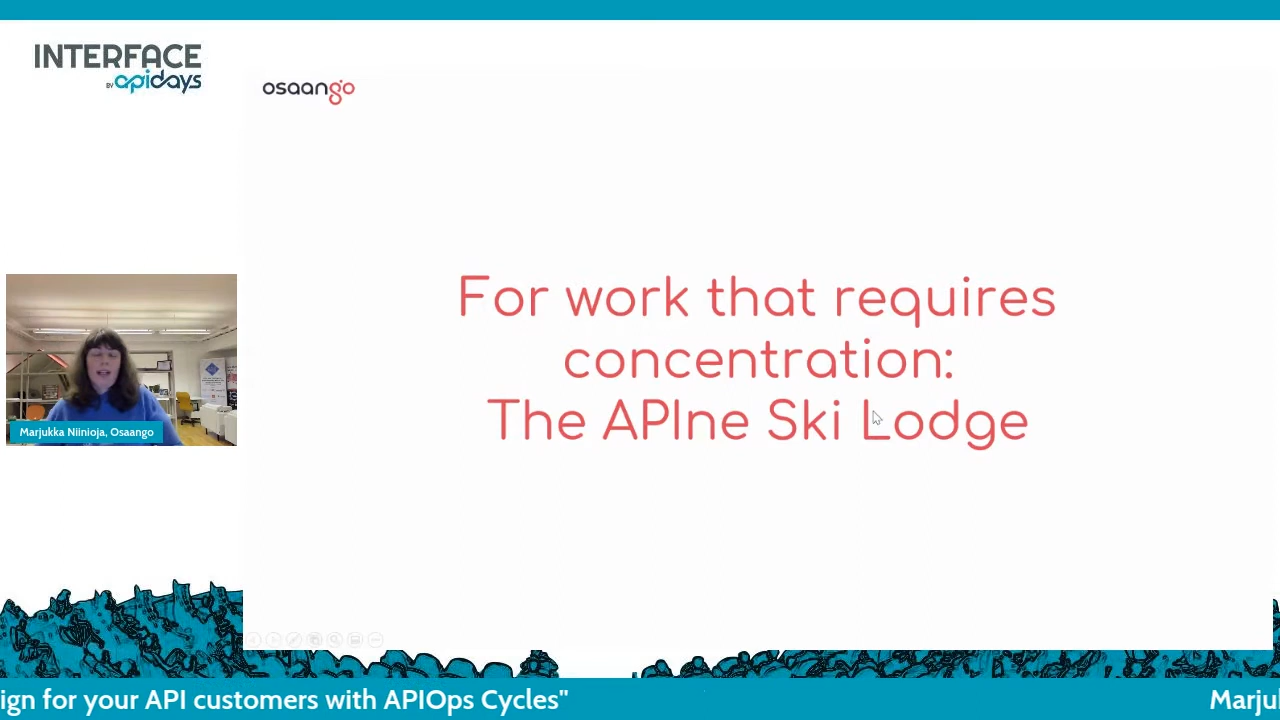 INTERFACE
BY apidays
osaango
For work that requires
concentration:
The APIne Ski Lodge
Marjukka Niinioja, Osaango
ign for your API customers with APIOps Cycles"
Marjuk